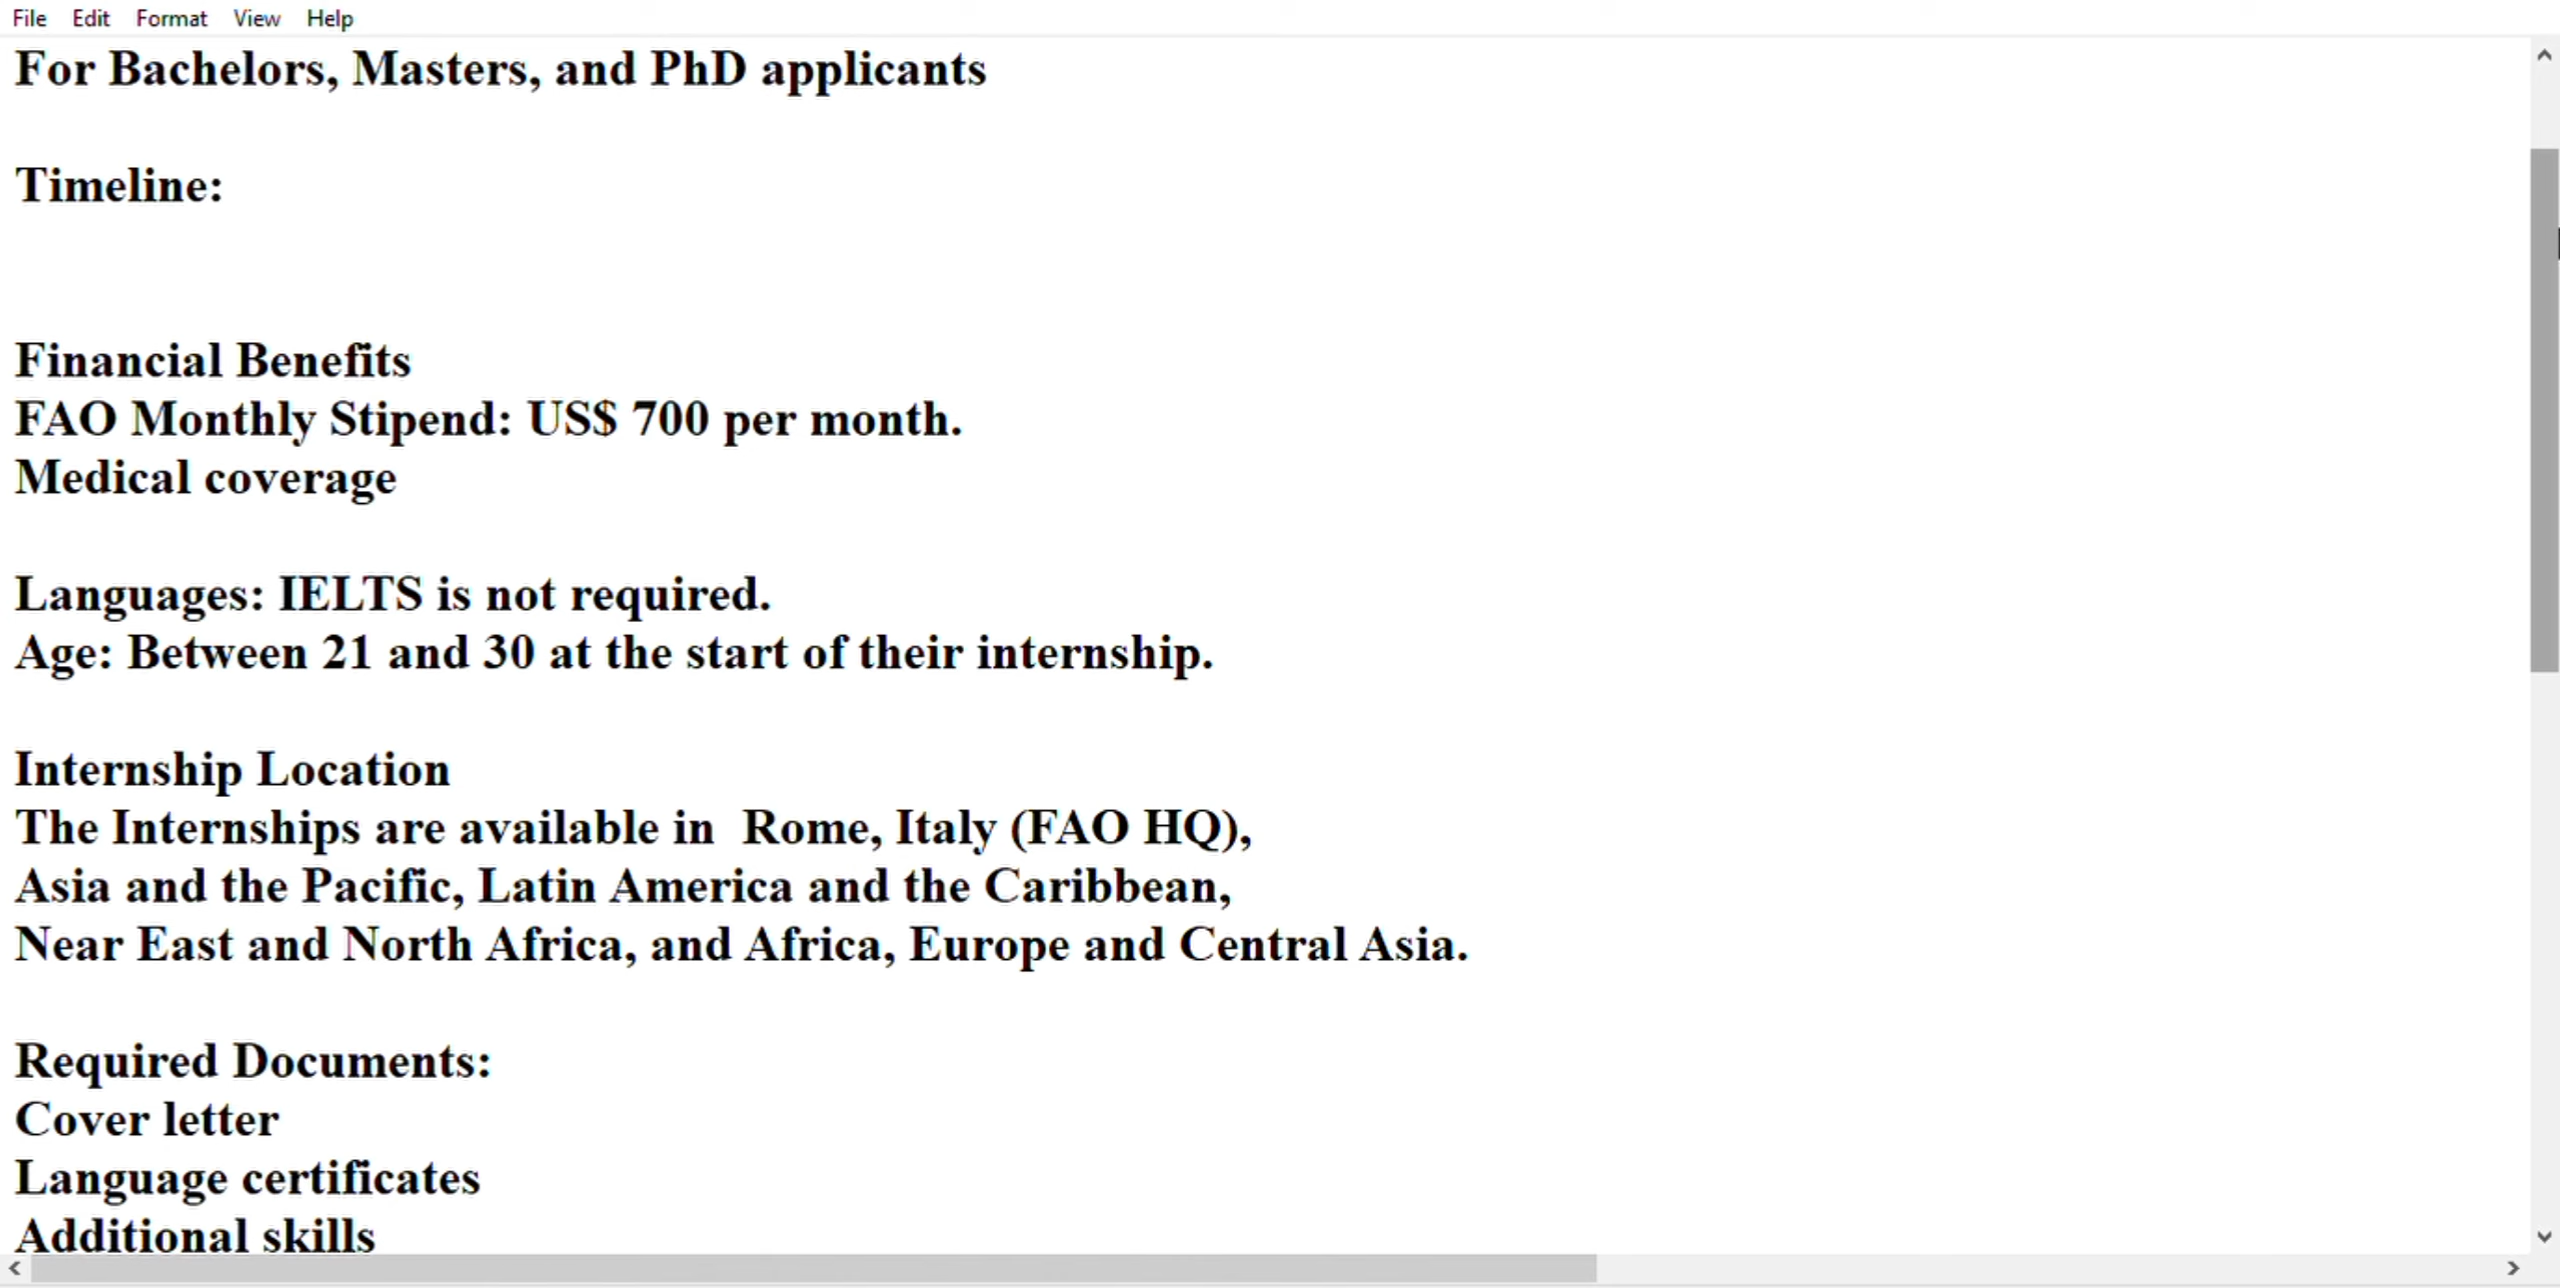 File Edit Format View Help
For Bachelors, Masters, and PhD applicants
Timeline:
Financial Benefits
FAO Monthly Stipend: US$ 700 per month.
Medical coverage
Languages: IELTS is not required.
Age: Between 21 and 30 at the start of their internship.
Internship Location
The Internships are available in  Rome, Italy (FAO HQ),
Asia and the Pacific, Latin America and the Caribbean,
Near East and North Africa, and Africa, Europe and Central Asia.
Required Documents:
Cover letter
Language certificates
Additional skills